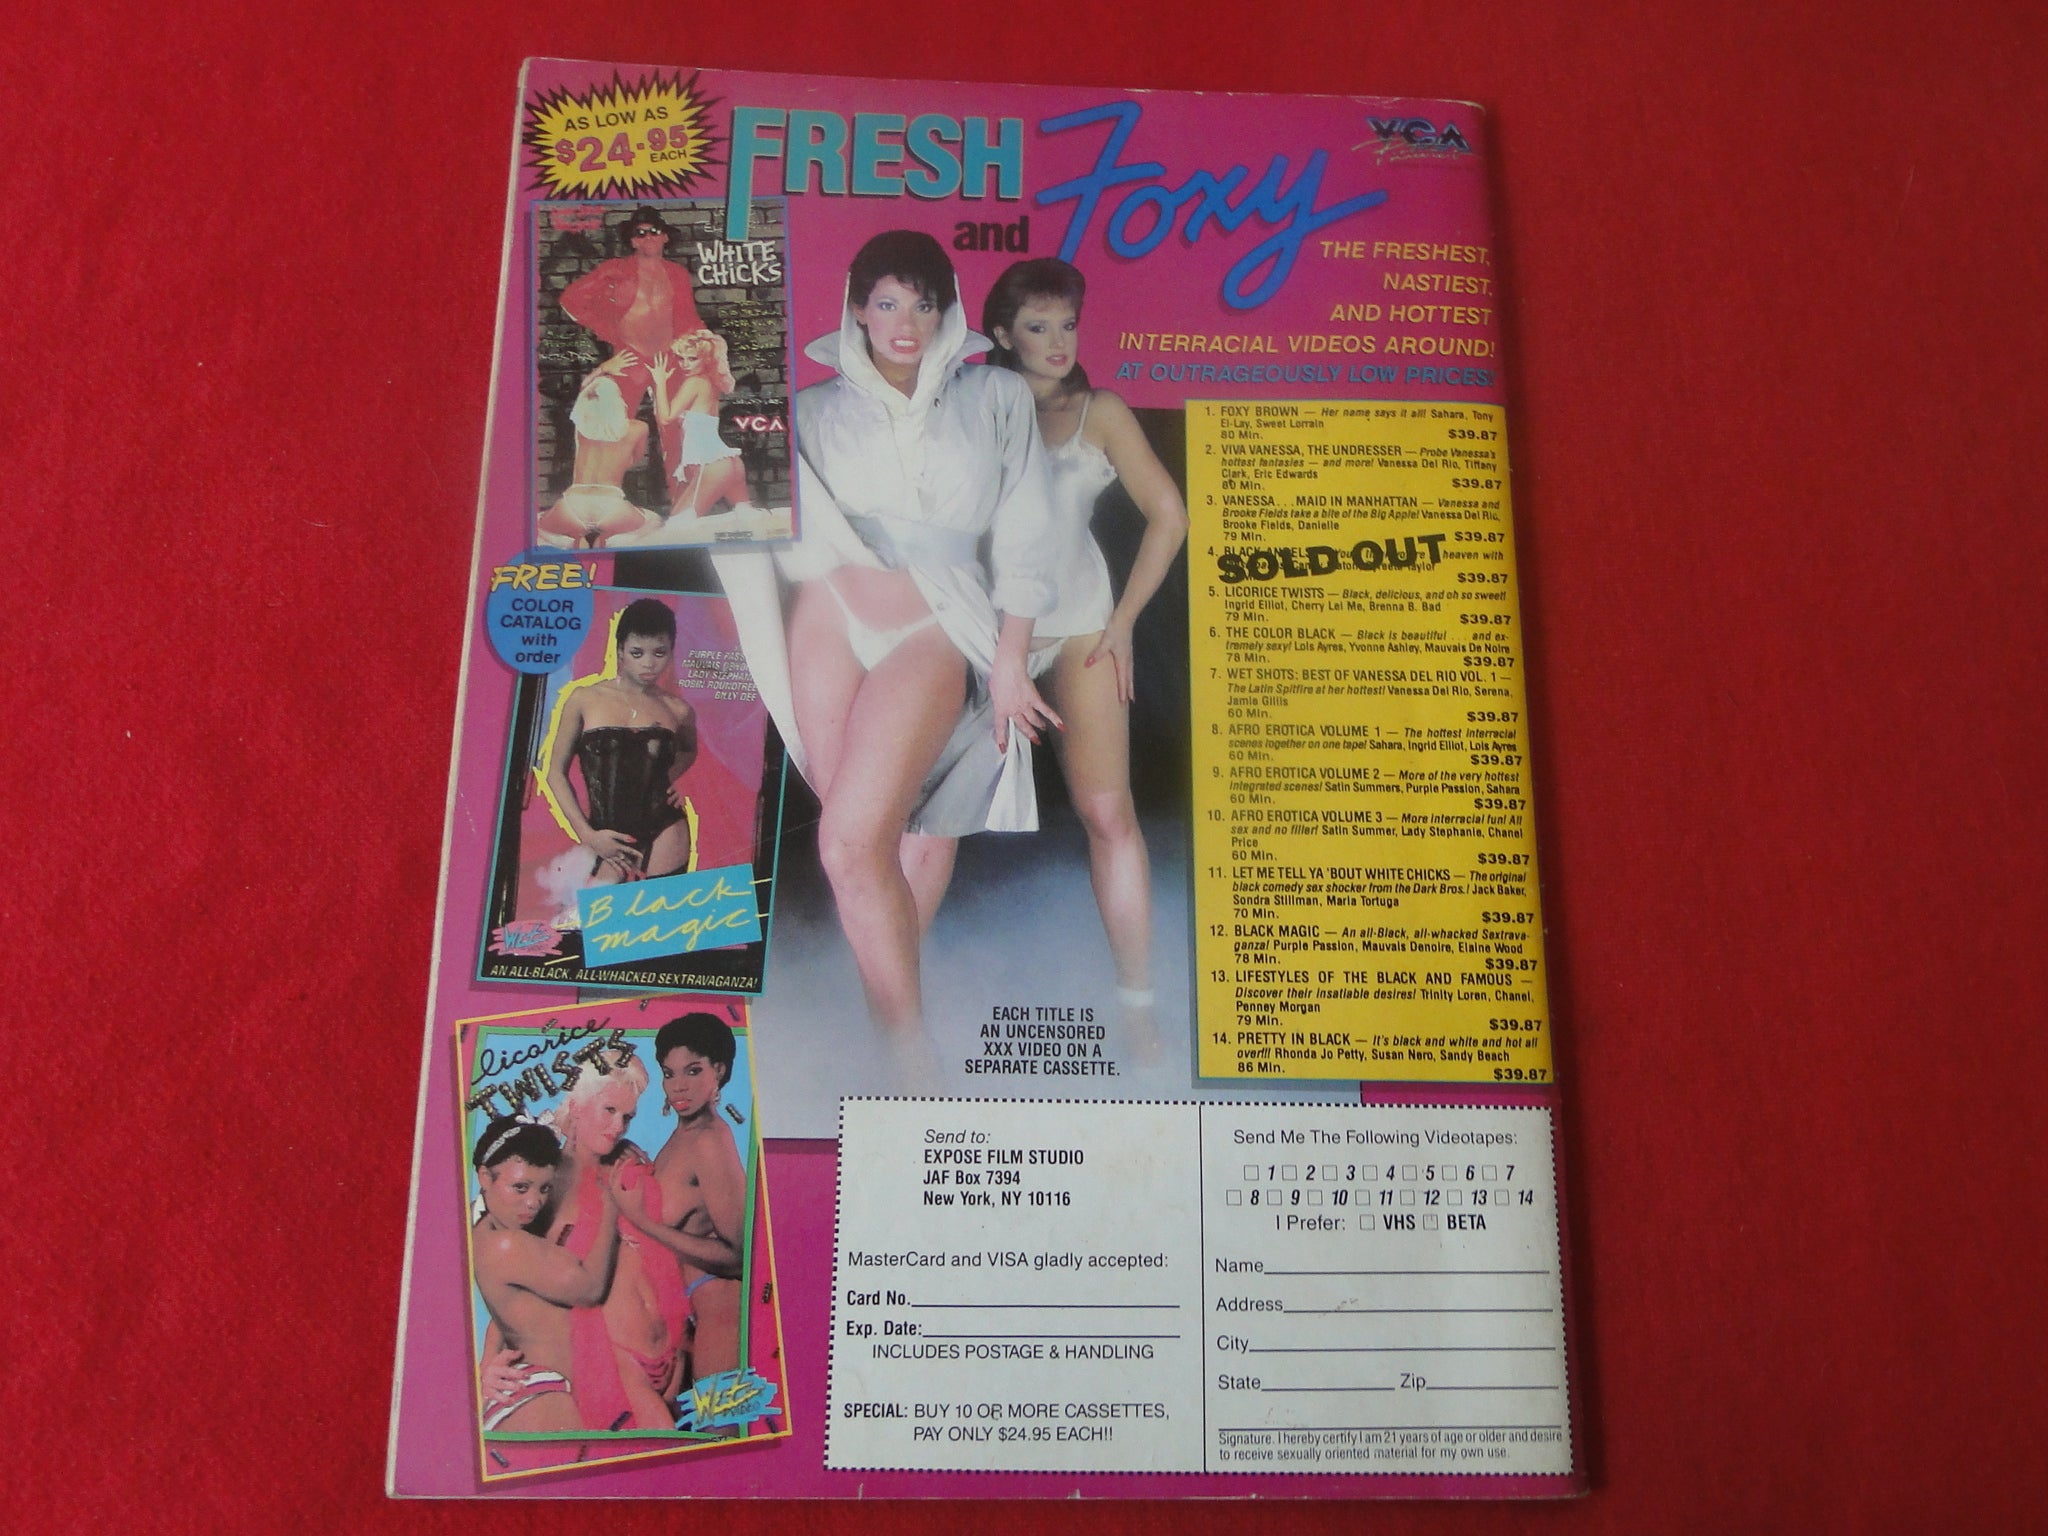 AS LOW AS
$24.95
EACH
FRESH
and
Foxy
VCA
THE FRESHEST,
NASTIEST,
AND HOTTEST
INTERRACIAL VIDEOS AROUND!
AT OUTRAGEOUSLY LOW PRICES!
WHITE
CHICKS
VCA
FREE!
COLOR
CATALOG
with
order
PURPLE PASS
MAUVAIS DENOI
LADY STEPHAN
ROBIN ROUNDTREE
BILLY DEE
Black
magic
AN ALL-BLACK, ALL-WHACKED SEXTRAVAGANZA!
licorice
TWISTS
WET
VIDEO
1. FOXY BROWN — Her name says it all! Sahara, Tony
El-Lay, Sweet Lorrain
80 Min. $39.87
2. VIVA VANESSA, THE UNDRESSER — Probe Vanessa's
hottest fantasies — and more! Vanessa Del Rio, Tiffany
Clark, Eric Edwards
80 Min. $39.87
3. VANESSA... MAID IN MANHATTAN — Vanessa and
Brooke Fields take a bite of the Big Apple! Vanessa Del Rio,
Brooke Fields, Danielle
79 Min. $39.87
4. BLACK ANGELS heaven with
Taylor
$39.87
SOLD OUT
5. LICORICE TWISTS — Black, delicious, and oh so sweet!
Ingrid Elliot, Cherry Lei Me, Brenna B. Bad
79 Min. $39.87
6. THE COLOR BLACK — Black is beautiful ... and ex-
tremely sexy! Lois Ayres, Yvonne Ashley, Mauvais De Noire
78 Min. $39.87
7. WET SHOTS: BEST OF VANESSA DEL RIO VOL. 1 —
The Latin Spitfire at her hottest! Vanessa Del Rio, Serena,
Jamie Gillis
60 Min. $39.87
8. AFRO EROTICA VOLUME 1 — The hottest interracial
scenes together on one tape! Sahara, Ingrid Elliot, Lois Ayres
60 Min. $39.87
9. AFRO EROTICA VOLUME 2 — More of the very hottest
integrated scenes! Satin Summers, Purple Passion, Sahara
60 Min. $39.87
10. AFRO EROTICA VOLUME 3 — More interracial fun! All
sex and no filler! Satin Summer, Lady Stephanie, Chanel
Price
60 Min. $39.87
11. LET ME TELL YA 'BOUT WHITE CHICKS — The original
black comedy sex shocker from the Dark Bros.! Jack Baker,
Sondra Stillman, Maria Tortuga
70 Min. $39.87
12. BLACK MAGIC — An all-Black, all-whacked Sextrava-
ganza! Purple Passion, Mauvais Denoire, Elaine Wood
78 Min. $39.87
13. LIFESTYLES OF THE BLACK AND FAMOUS —
Discover their insatiable desires! Trinity Loren, Chanel,
Penney Morgan
79 Min. $39.87
14. PRETTY IN BLACK — It's black and white and hot all
over!!! Rhonda Jo Petty, Susan Nero, Sandy Beach
86 Min. $39.87
EACH TITLE IS
AN UNCENSORED
XXX VIDEO ON A
SEPARATE CASSETTE.
Send to:
EXPOSE FILM STUDIO
JAF Box 7394
New York, NY 10116
MasterCard and VISA gladly accepted:
Card No.
Exp. Date:
INCLUDES POSTAGE & HANDLING
SPECIAL: BUY 10 OR MORE CASSETTES,
PAY ONLY $24.95 EACH!!
Send Me The Following Videotapes:
1 2 3 4 5 6 7
8 9 10 11 12 13 14
I Prefer: VHS BETA
Name
Address
City
State Zip
Signature. I hereby certify I am 21 years of age or older and desire
to receive sexually oriented material for my own use.